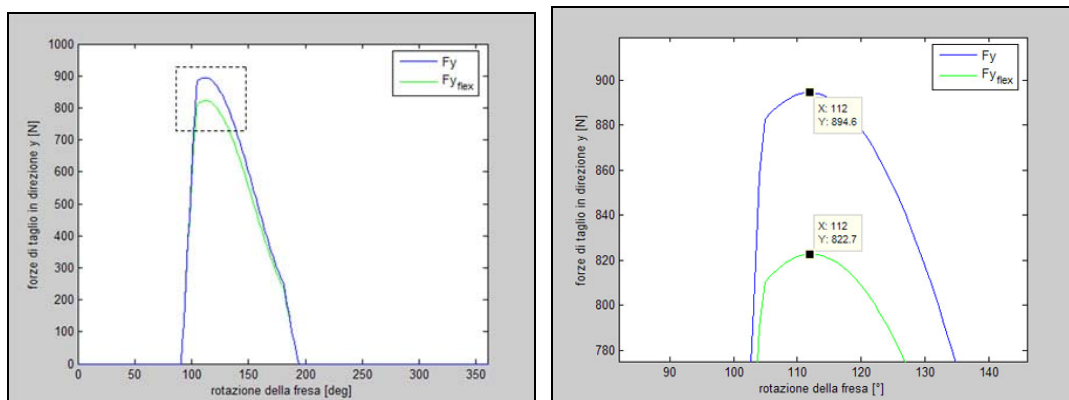 1000
900
800
700
600
500
400
300
200
100
0
forze di taglio in direzione y [N]
Fy
Fyflex
0 50 100 150 200 250 300 350
rotazione della fresa [deg]
900
880
860
840
820
800
780
forze di taglio in direzione y [N]
Fy
Fyflex
X: 112
Y: 894.6
X: 112
Y: 822.7
90 100 110 120 130 140
rotazione della fresa [°]